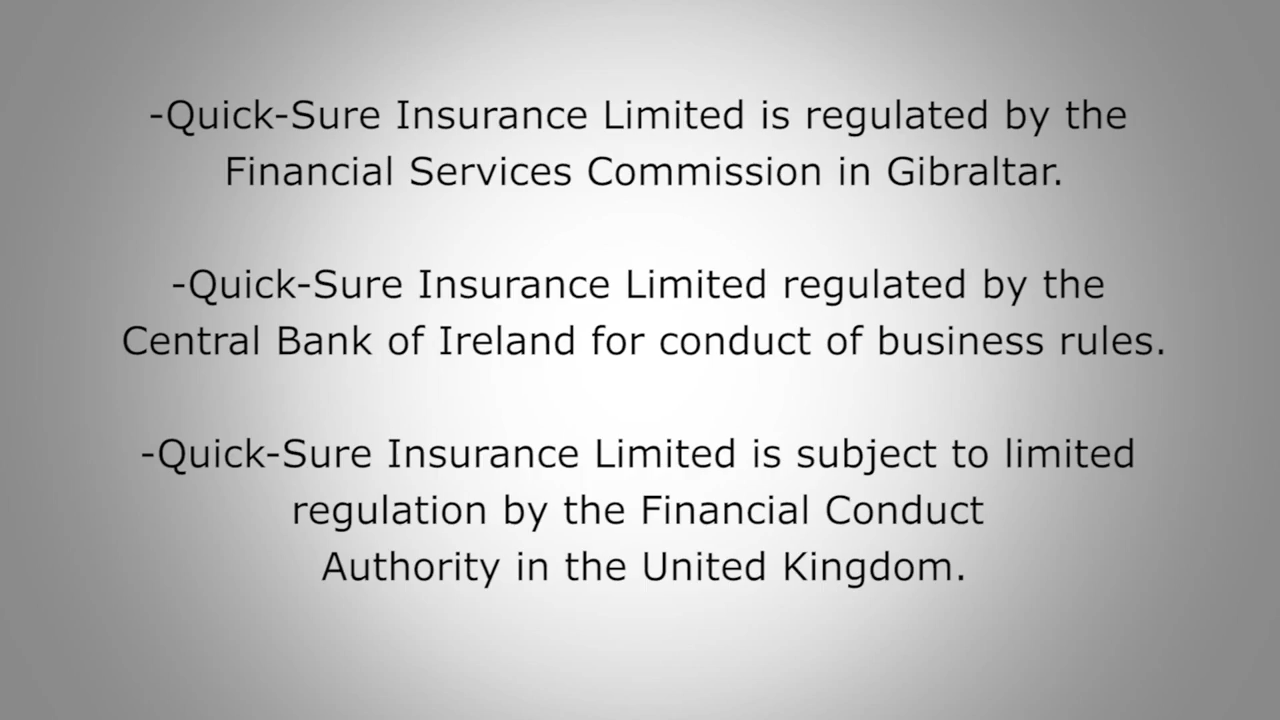 -Quick-Sure Insurance Limited is regulated by the
Financial Services Commission in Gibraltar.
-Quick-Sure Insurance Limited regulated by the
Central Bank of Ireland for conduct of business rules.
-Quick-Sure Insurance Limited is subject to limited
regulation by the Financial Conduct
Authority in the United Kingdom.